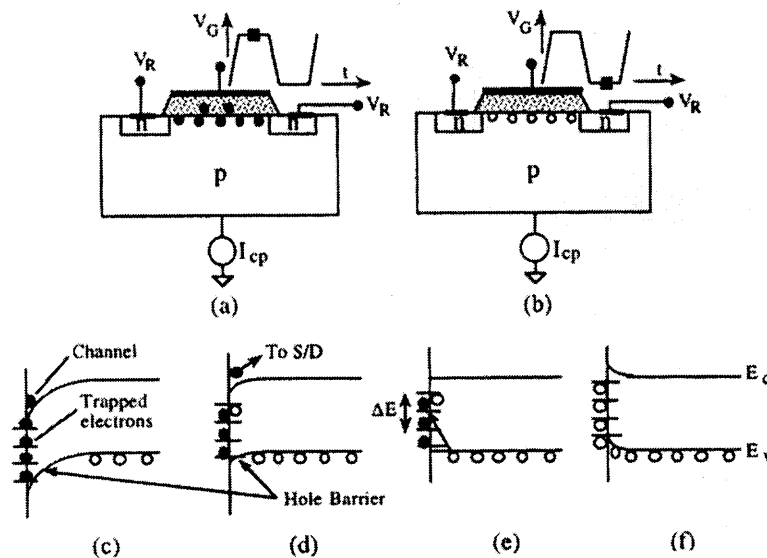 V_G
V_R
t
V_R
n
n
p
I_cp
(a)
V_G
V_R
t
V_R
n
n
p
I_cp
(b)
Channel
Trapped
electrons
(c)
To S/D
Hole Barrier
(d)
ΔE
(e)
E_c
E_v
(f)